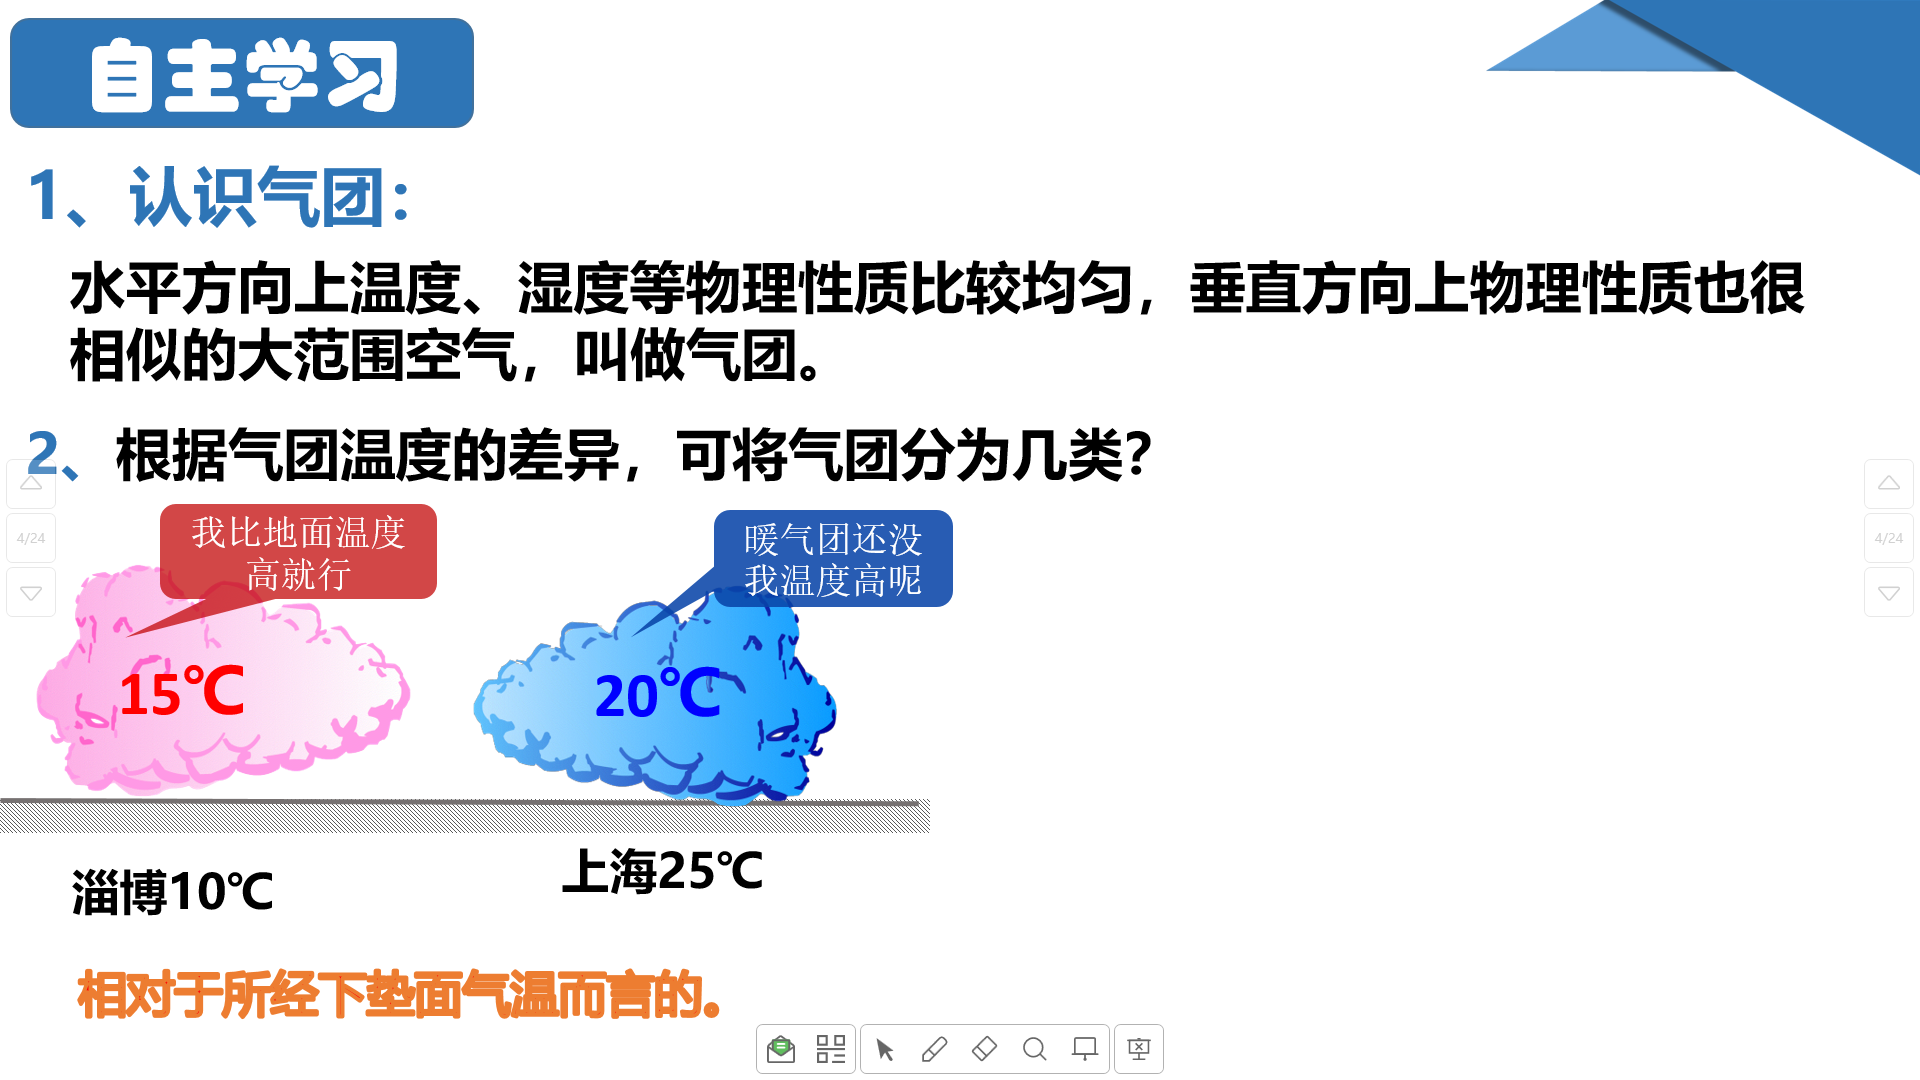 自主学习
1、认识气团：
水平方向上温度、湿度等物理性质比较均匀，垂直方向上物理性质也很
相似的大范围空气，叫做气团。
2、根据气团温度的差异，可将气团分为几类？
我比地面温度
高就行
暖气团还没
我温度高呢
4/24
4/24
15℃
20℃
淄博10℃
上海25℃
相对于所经下垫面气温而言的。